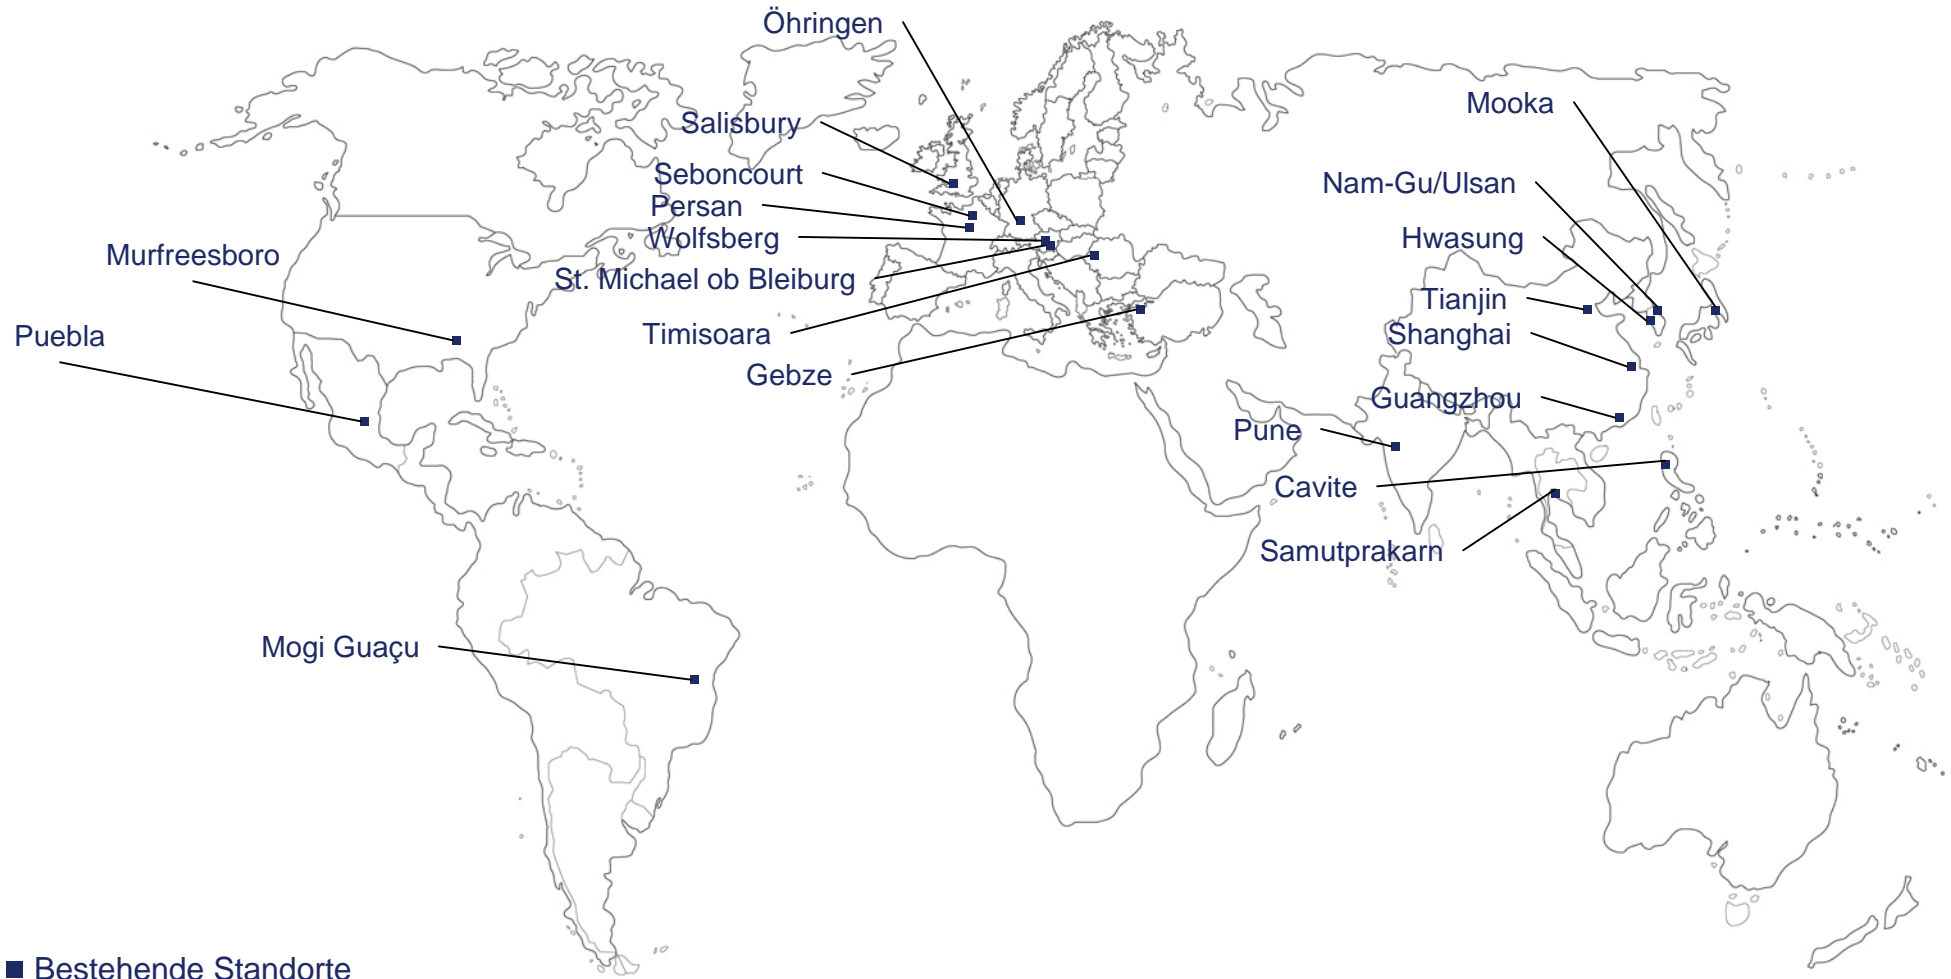 Öhringen
Mooka
Salisbury
Seboncourt
Nam-Gu/Ulsan
Persan
Wolfsberg
Hwasung
Murfreesboro
St. Michael ob Bleiburg
Tianjin
Puebla
Timisoara
Shanghai
Gebze
Guangzhou
Pune
Cavite
Samutprakarn
Mogi Guaçu
Bestehende Standorte